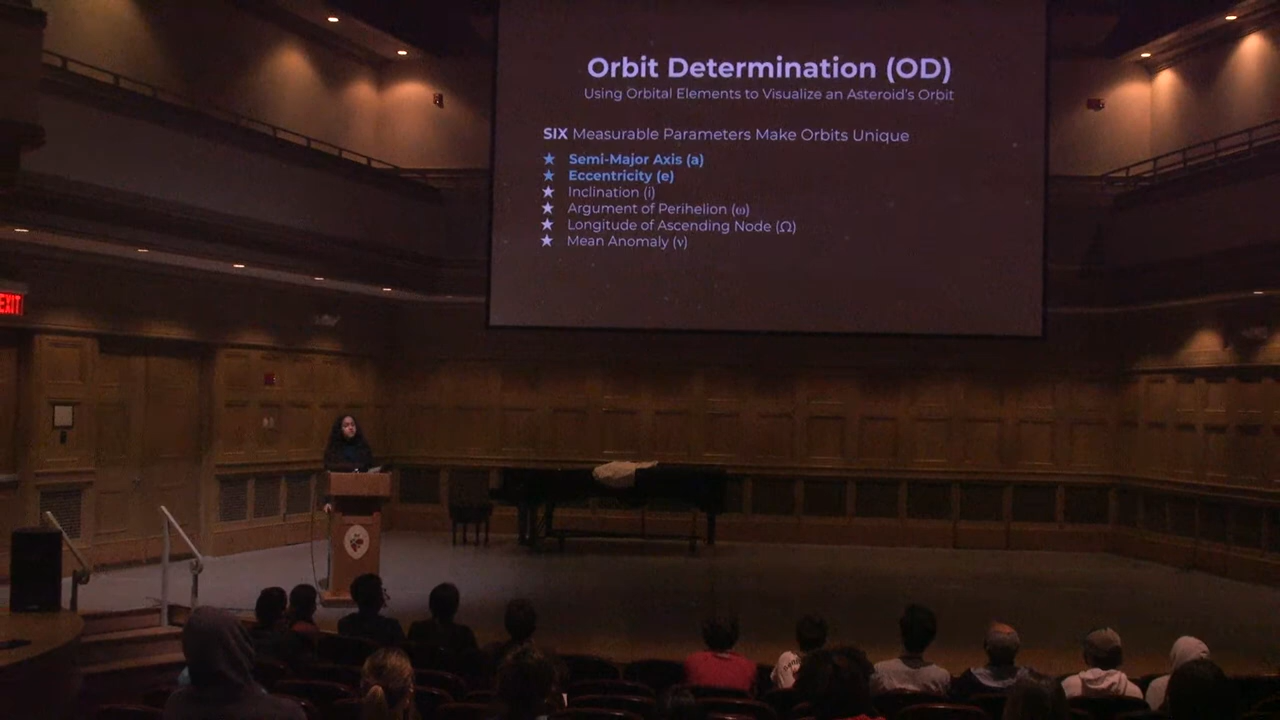 Orbit Determination (OD)
Using Orbital Elements to Visualize an Asteroid's Orbit
SIX Measurable Parameters Make Orbits Unique
★ Semi-Major Axis (a)
★ Eccentricity (e)
★ Inclination (i)
★ Argument of Perihelion (ω)
★ Longitude of Ascending Node (Ω)
★ Mean Anomaly (ν)
EXIT